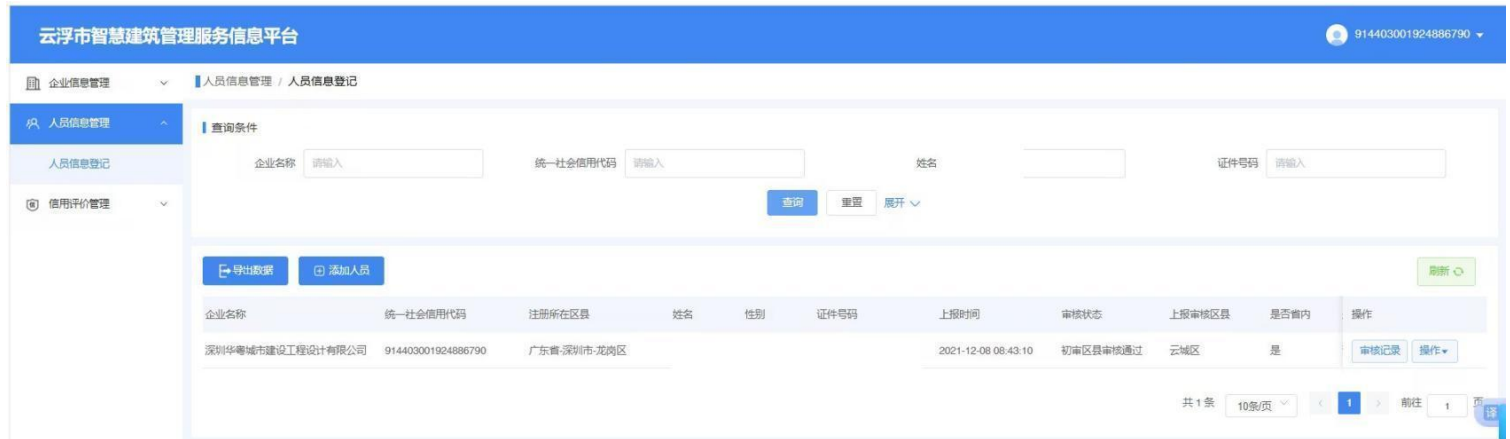 云浮市智慧建筑管理服务信息平台
914403001924886790
企业信息管理
人员信息管理 / 人员信息登记
人员信息管理
查询条件
人员信息登记
企业名称 请输入 统一社会信用代码 请输入 姓名 证件号码 请输入
信用评价管理
查询 重置 展开
导出数据 添加人员 刷新
企业名称 统一社会信用代码 注册所在区县 姓名 性别 证件号码 上报时间 审核状态 上报审核区县 是否省内 操作
深圳华粤城市建设工程设计有限公司 914403001924886790 广东省-深圳市-龙岗区 2021-12-08 08:43:10 初审区县审核通过 云城区 是 审核记录 操作
共 1 条 10条/页 1 前往 1 页
译